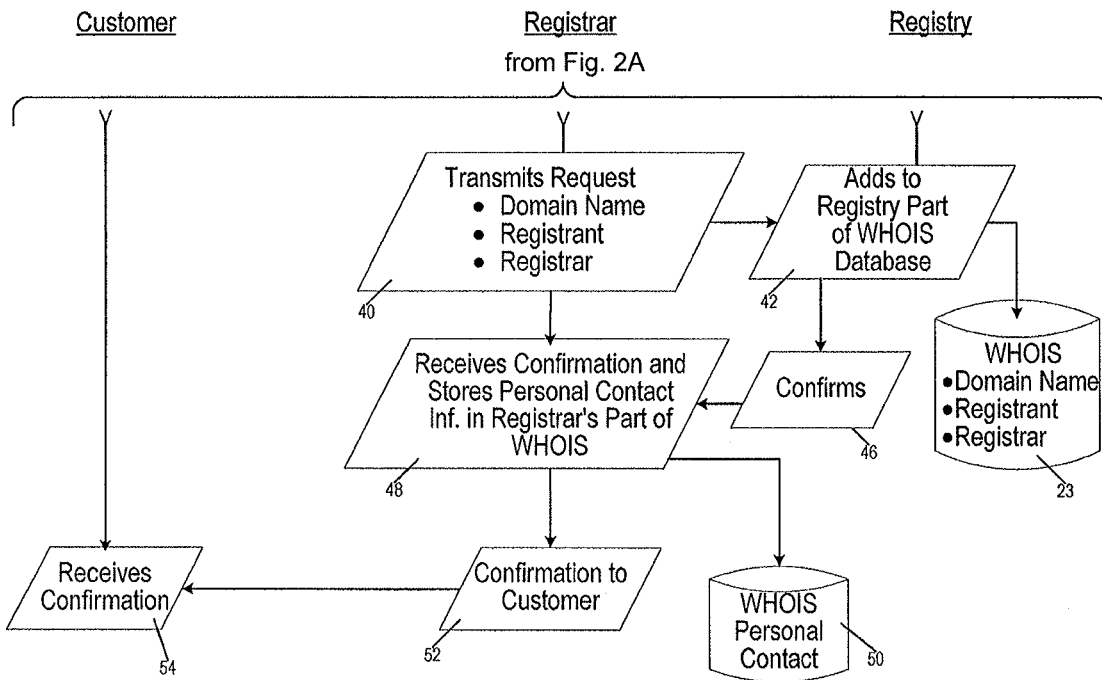 Customer
Registrar
Registry
from Fig. 2A
Transmits Request
• Domain Name
• Registrant
• Registrar
40
Adds to
Registry Part
of WHOIS
Database
42
Receives Confirmation and
Stores Personal Contact
Inf. in Registrar's Part of
WHOIS
48
Confirms
46
WHOIS
•Domain Name
•Registrant
•Registrar
23
Receives
Confirmation
54
Confirmation to
Customer
52
WHOIS
Personal
Contact
50